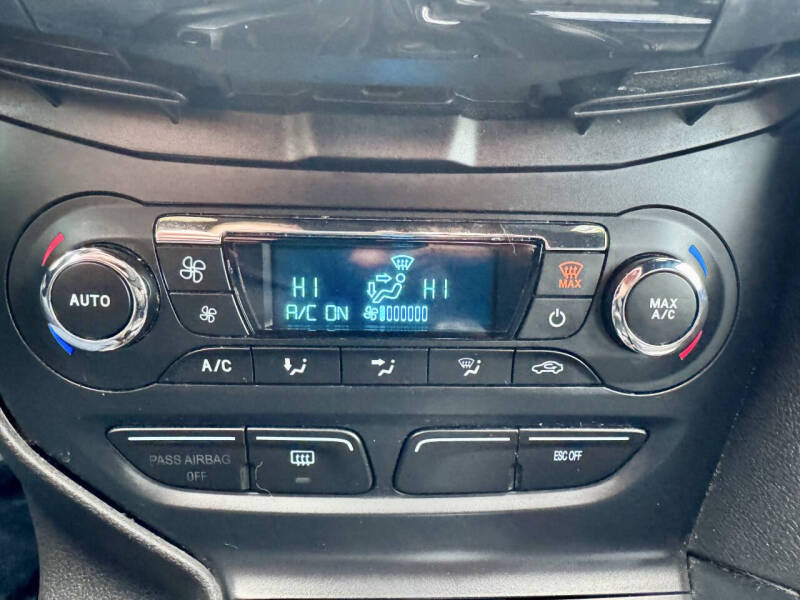 MAX
HI
HI
A/C ON
AUTO
MAX
A/C
A/C
PASS AIRBAG
OFF
ESC OFF